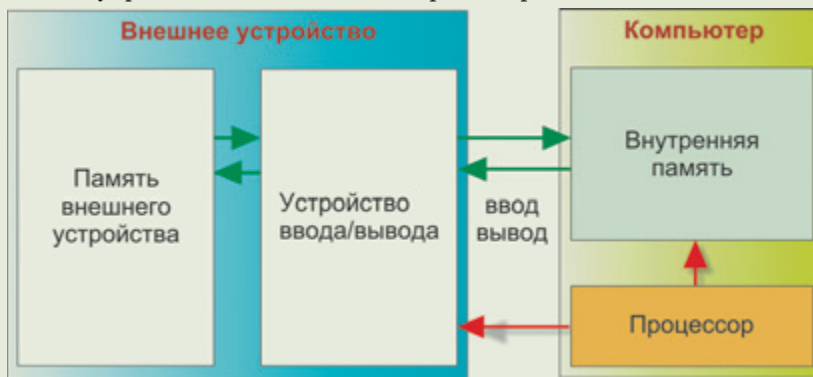 Внешнее устройство
Компьютер
Память
внешнего
устройства
Устройство
ввода/вывода
ввод
вывод
Внутренняя
память
Процессор